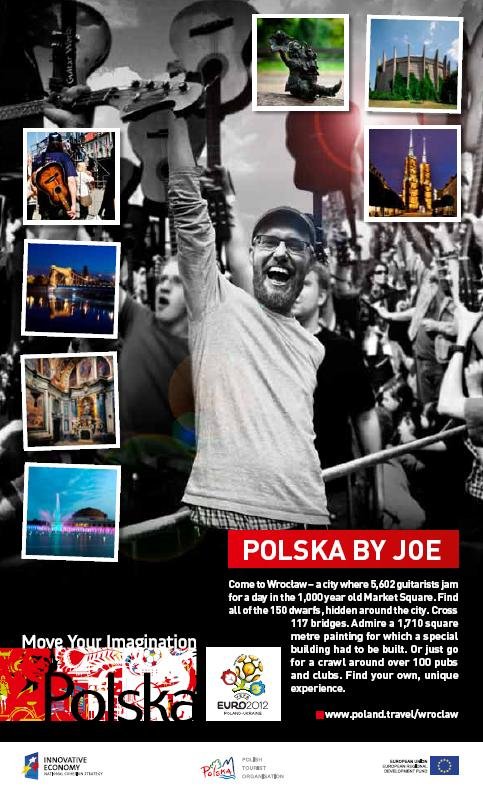 Guitar World
POLSKA BY JOE
Come to Wrocław – a city where 5,602 guitarists jam
for a day in the 1,000 year old Market Square. Find
all of the 150 dwarfs, hidden around the city. Cross
117 bridges. Admire a 1,710 square
metre painting for which a special
building had to be built. Or just go
for a crawl around over 100 pubs
and clubs. Find your own, unique
experience.
www.poland.travel/wroclaw
Move Your Imagination
Polska
UEFA
EURO2012
POLAND-UKRAINE
INNOVATIVE
ECONOMY
NATIONAL COHESION STRATEGY
Polska
POLISH
TOURIST
ORGANISATION
EUROPEAN UNION
EUROPEAN REGIONAL
DEVELOPMENT FUND